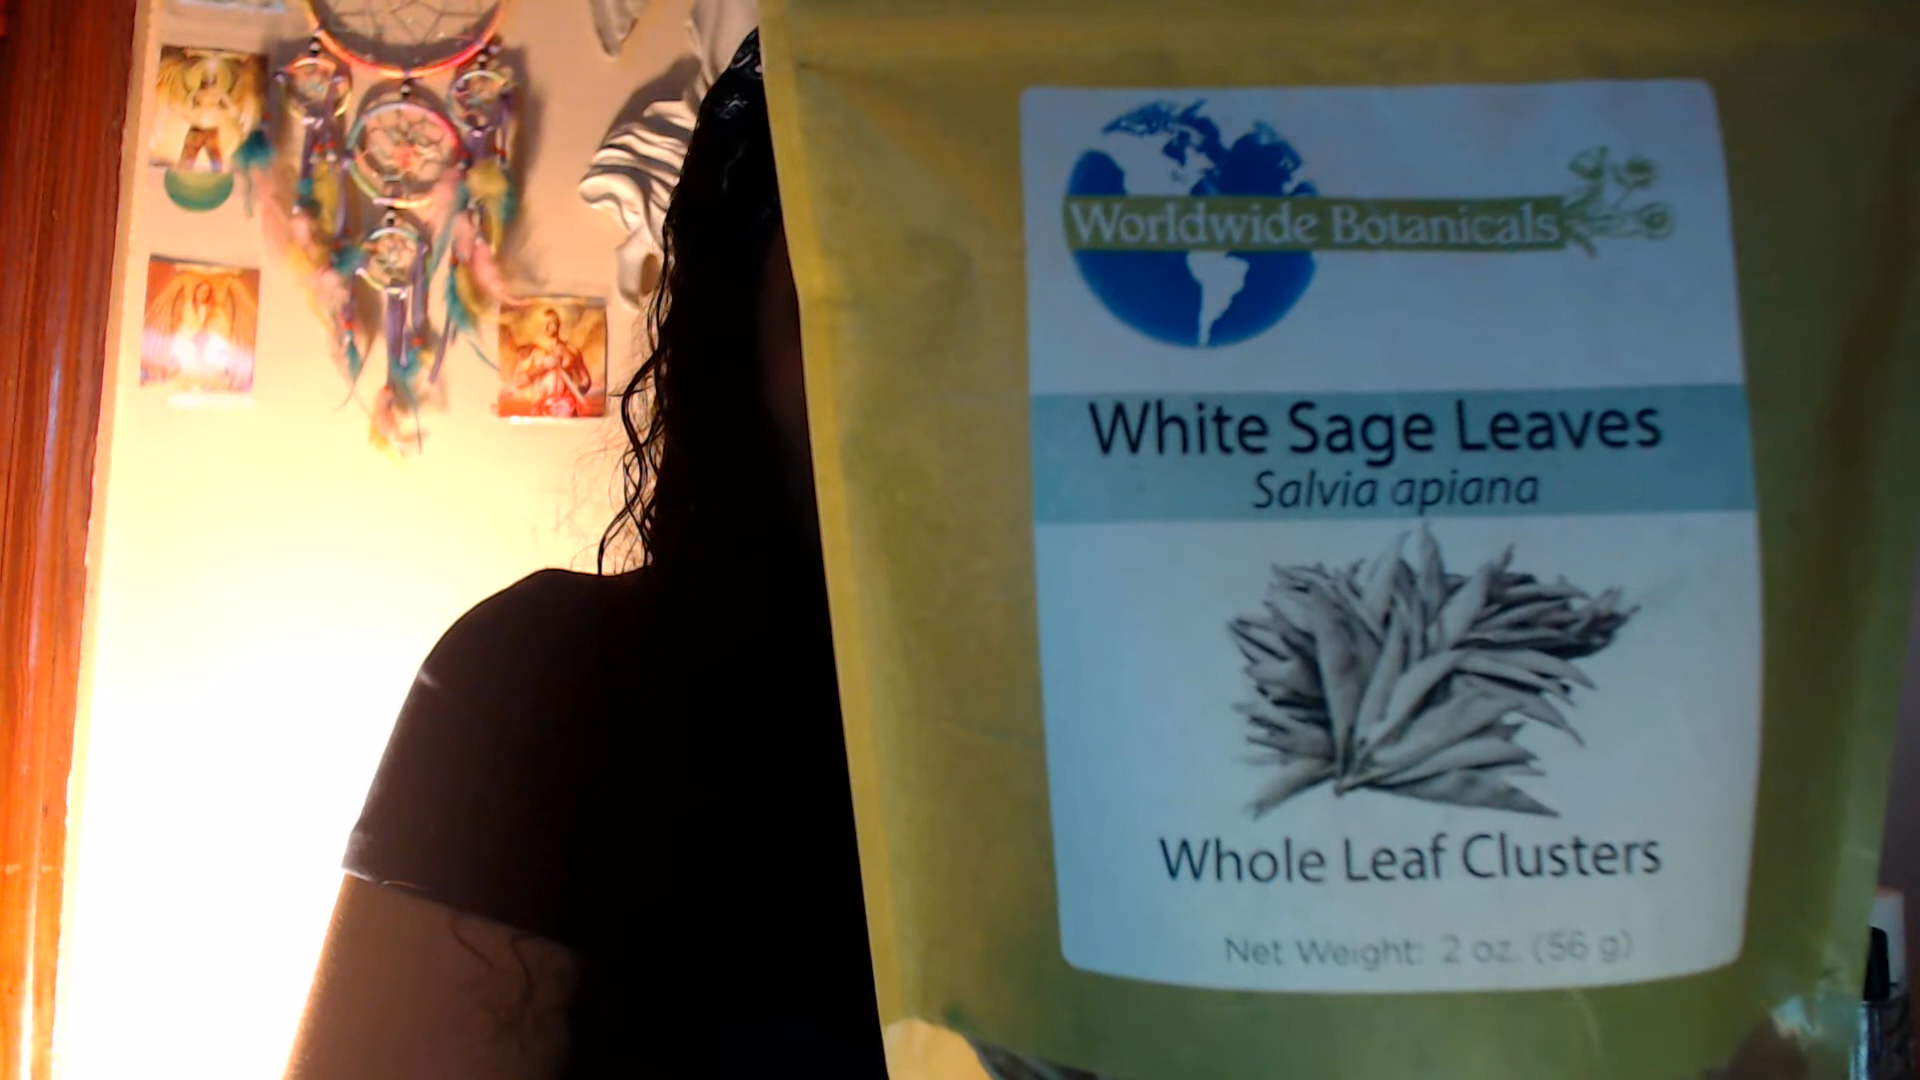 Worldwide Botanicals
White Sage Leaves
Salvia apiana
Whole Leaf Clusters
Net Weight: 2 oz. (56 g)